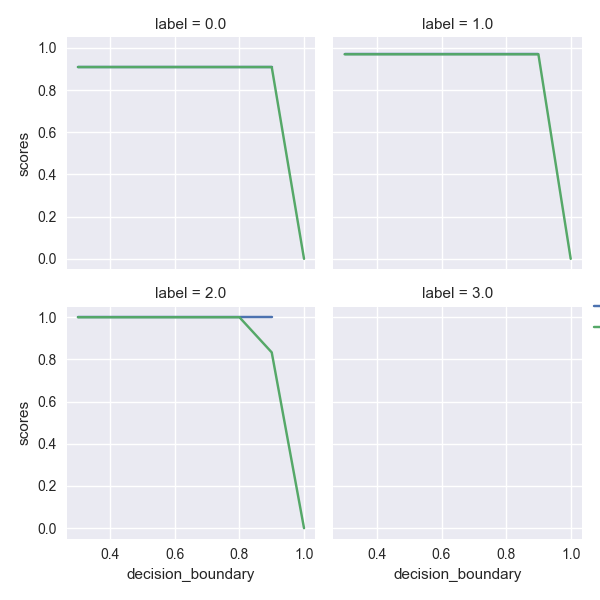 label = 0.0
label = 1.0
1.0
0.8
0.6
0.4
0.2
0.0
scores
label = 2.0
label = 3.0
1.0
0.8
0.6
0.4
0.2
0.0
scores
0.4 0.6 0.8 1.0
0.4 0.6 0.8 1.0
decision_boundary
decision_boundary